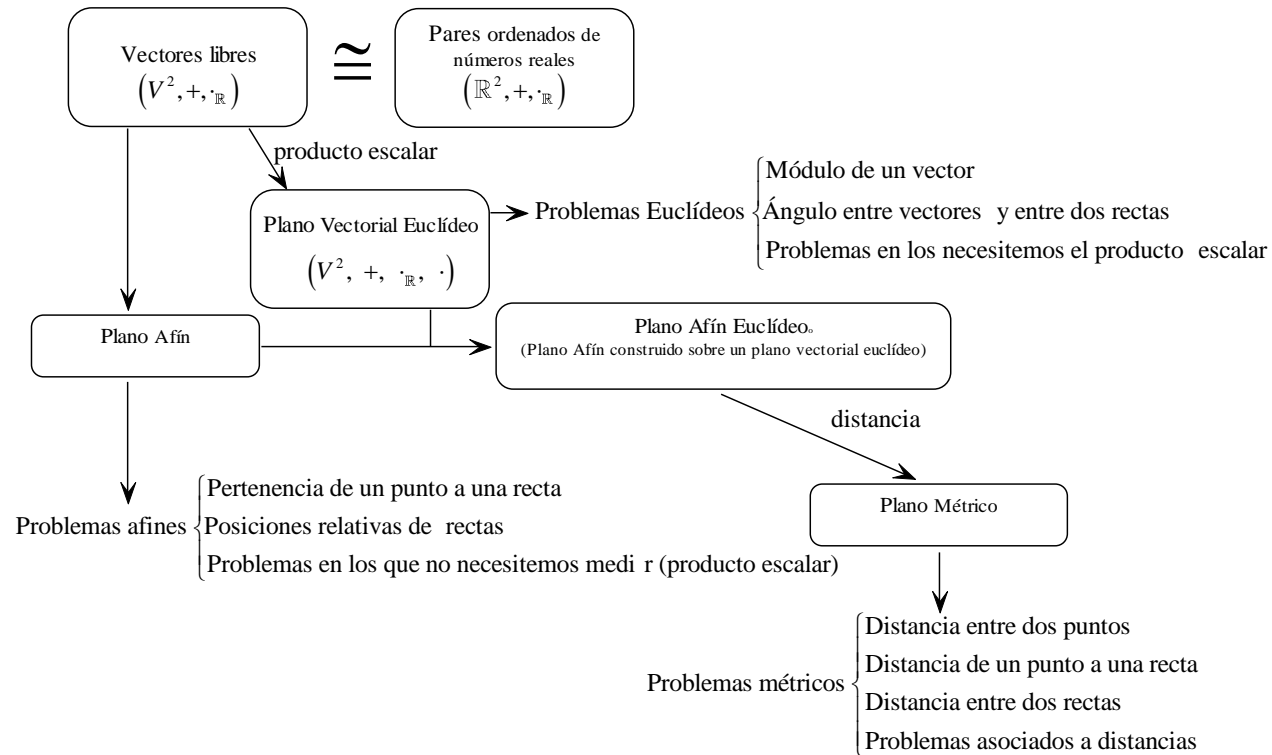 Vectores libres
(V², +, ·ℝ)
≅
Pares ordenados de
números reales
(ℝ², +, ·ℝ)
producto escalar
Plano Vectorial Euclídeo
(V², +, ·ℝ, ·)
Problemas Euclídeos
Módulo de un vector
Ángulo entre vectores y entre dos rectas
Problemas en los necesitemos el producto escalar
Plano Afín
Plano Afín Euclídeo。
(Plano Afín construido sobre un plano vectorial euclídeo)
distancia
Problemas afines
Pertenencia de un punto a una recta
Posiciones relativas de rectas
Problemas en los que no necesitemos medi r (producto escalar)
Plano Métrico
Problemas métricos
Distancia entre dos puntos
Distancia de un punto a una recta
Distancia entre dos rectas
Problemas asociados a distancias